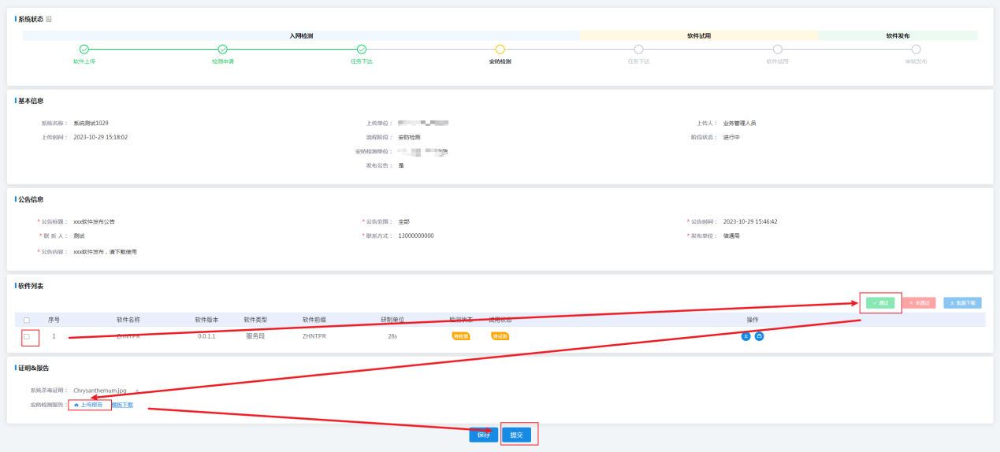 系统状态
入网检测 软件试用 软件发布
软件上传 检测申请 任务下达 安防检测 任务下达 软件试用 审核发布
基本信息
系统名称： 系统测试1029 上传单位： 上传人： 业务管理人员
上传时间： 2023-10-29 15:18:02 流程阶段： 安防检测 阶段状态： 进行中
安防检测单位：
发布公告： 是
公告信息
* 公告标题： xxx软件发布公告 * 公告范围： 全部 * 公告时间： 2023-10-29 15:46:42
* 联 系 人： 测试 * 联系方式： 13000000000 * 发布单位： 信通局
* 公告内容： xxx软件发布，请下载使用
软件列表
通过 未通过 批量下载
序号 软件名称 软件版本 软件类型 软件前缀 研制单位 检测状态 试用状态 操作
1 ZHNTPR 0.0.1.1 服务段 ZHNTPR 28s 待检测 待试用
证明&报告
系统杀毒证明： Chrysanthemum.jpg
安防检测报告： 上传报告 模板下载
保存 提交